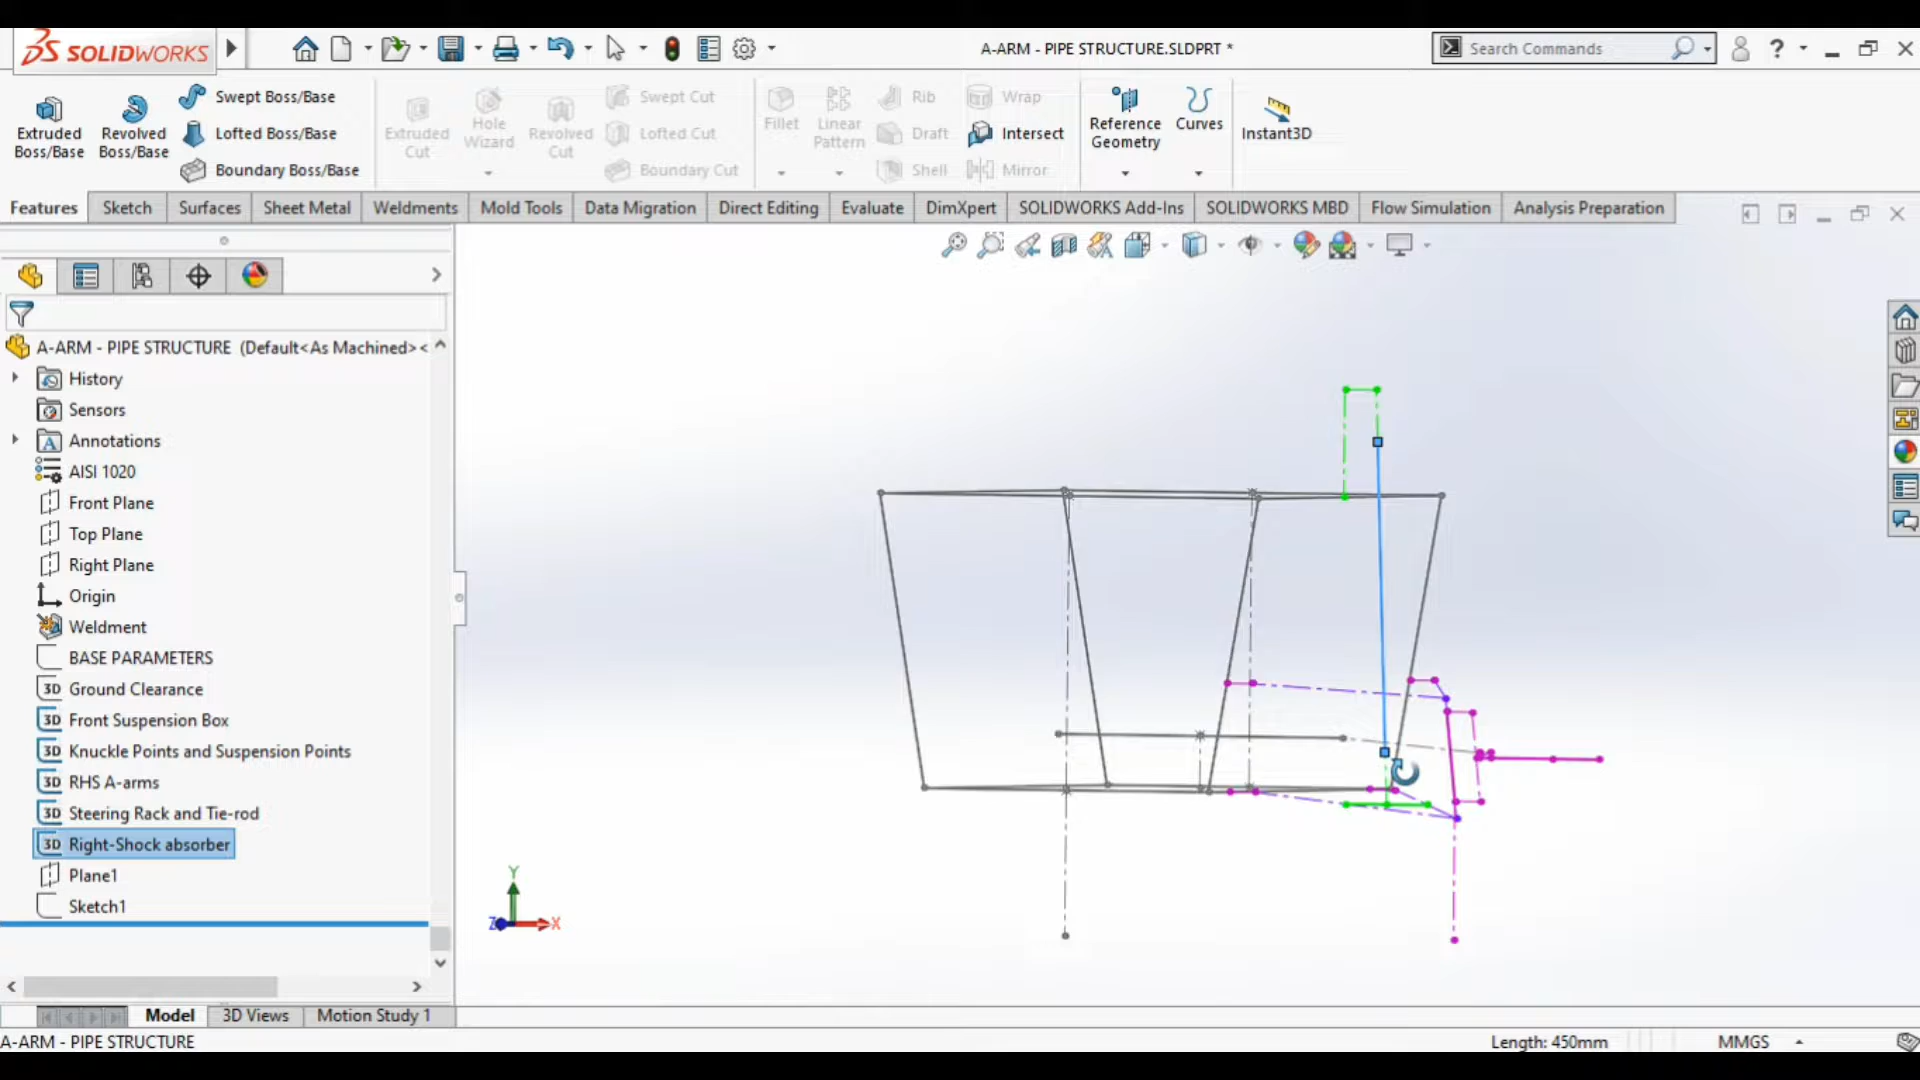 SOLIDWORKS
A-ARM - PIPE STRUCTURE.SLDPRT *
Search Commands
?
Extruded Boss/Base
Revolved Boss/Base
Swept Boss/Base
Lofted Boss/Base
Boundary Boss/Base
Extruded Cut
Hole Wizard
Revolved Cut
Swept Cut
Lofted Cut
Boundary Cut
Fillet
Linear Pattern
Rib
Draft
Shell
Wrap
Intersect
Mirror
Reference Geometry
Curves
Instant3D
Features
Sketch
Surfaces
Sheet Metal
Weldments
Mold Tools
Data Migration
Direct Editing
Evaluate
DimXpert
SOLIDWORKS Add-Ins
SOLIDWORKS MBD
Flow Simulation
Analysis Preparation
A-ARM - PIPE STRUCTURE (Default<As Machined><
History
Sensors
A Annotations
AISI 1020
Front Plane
Top Plane
Right Plane
Origin
Weldment
BASE PARAMETERS
3D Ground Clearance
3D Front Suspension Box
3D Knuckle Points and Suspension Points
3D RHS A-arms
3D Steering Rack and Tie-rod
3D Right-Shock absorber
Plane1
Sketch1
Y
Z
X
Model
3D Views
Motion Study 1
A-ARM - PIPE STRUCTURE
Length: 450mm
MMGS